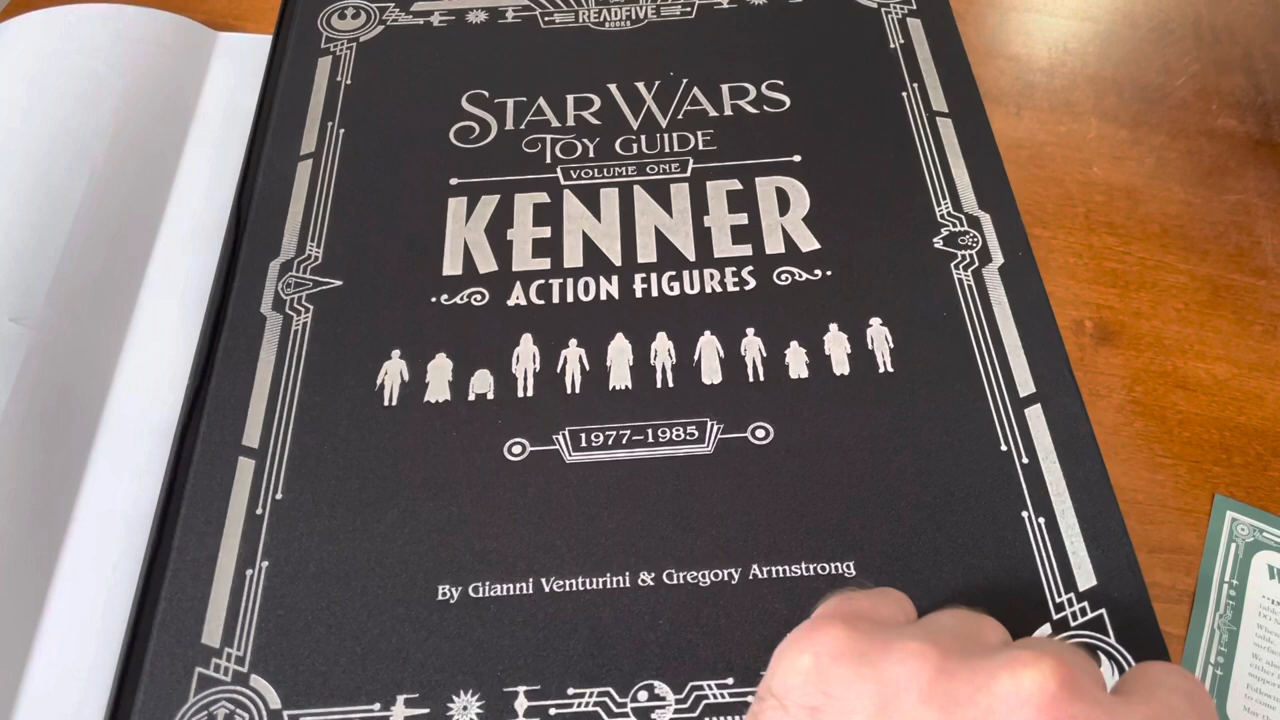 READFIVE
BOOKS
STAR WARS
TOY GUIDE
VOLUME ONE
KENNER
ACTION FIGURES
1977–1985
By Gianni Venturini & Gregory Armstrong